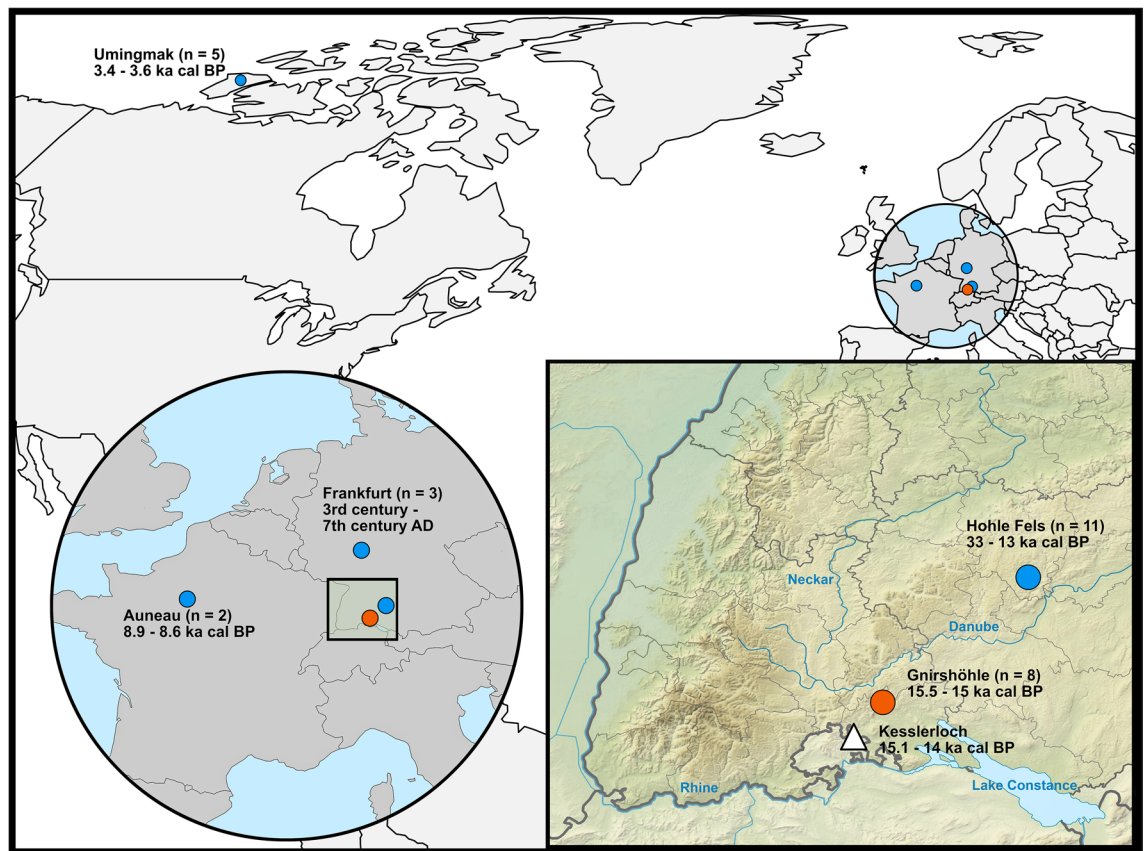 Umingmak (n = 5)
3.4 - 3.6 ka cal BP
Frankfurt (n = 3)
3rd century -
7th century AD
Auneau (n = 2)
8.9 - 8.6 ka cal BP
Hohle Fels (n = 11)
33 - 13 ka cal BP
Neckar
Danube
Gnirshöhle (n = 8)
15.5 - 15 ka cal BP
Kesslerloch
15.1 - 14 ka cal BP
Rhine
Lake Constance